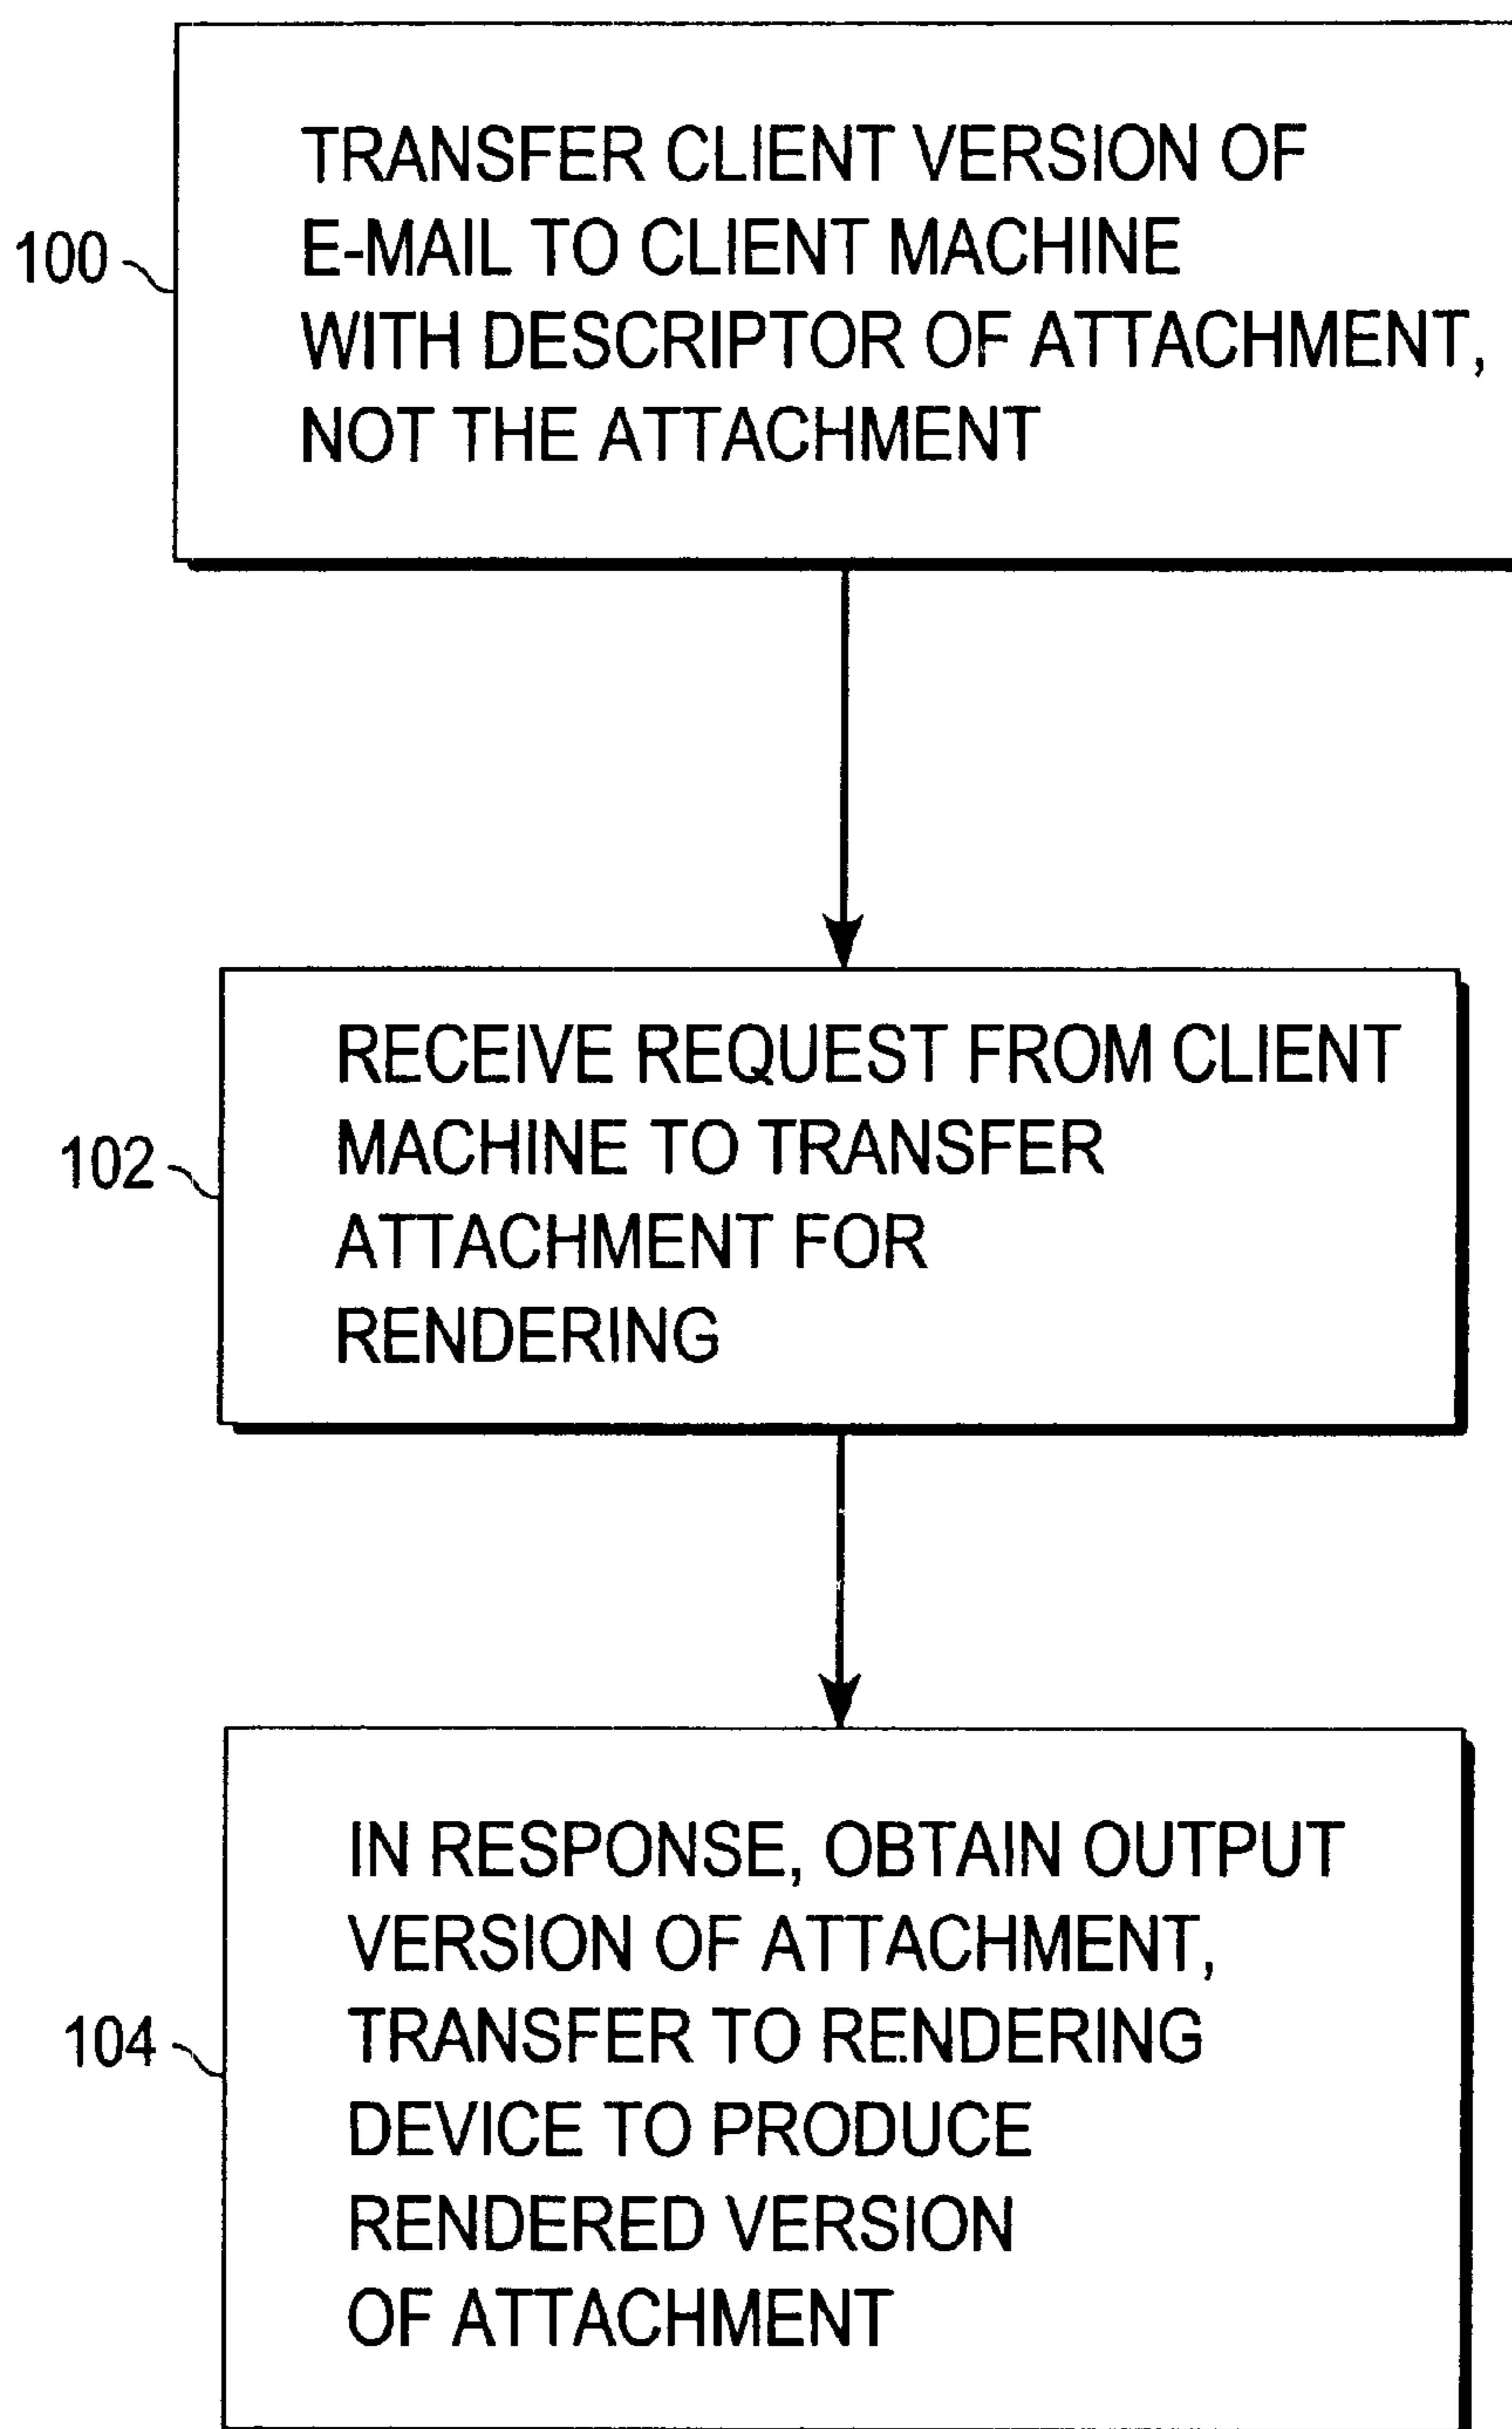 TRANSFER CLIENT VERSION OF
E-MAIL TO CLIENT MACHINE
WITH DESCRIPTOR OF ATTACHMENT,
NOT THE ATTACHMENT
100
RECEIVE REQUEST FROM CLIENT
MACHINE TO TRANSFER
ATTACHMENT FOR
RENDERING
102
IN RESPONSE, OBTAIN OUTPUT
VERSION OF ATTACHMENT,
TRANSFER TO RENDERING
DEVICE TO PRODUCE
RENDERED VERSION
OF ATTACHMENT
104